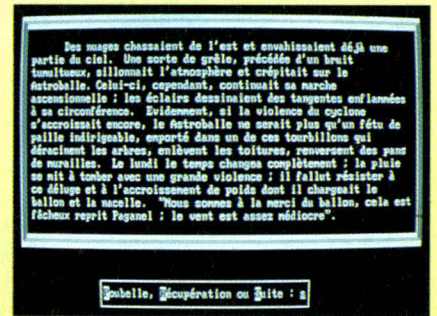 Des nuages chassaient de l'est et envahissaient déjà une
partie du ciel. Une sorte de grêle, précédée d'un bruit
tumultueux, sillonnait l'atmosphère et crépitait sur le
Astroballe. Celui-ci, cependant, continuait sa marche
ascensionnelle ; les éclairs dessinaient des tangentes enflammées
à sa circonférence. Evidemment, si la violence du cyclone
s'accroissait encore, le Astroballe ne serait plus qu'un fétu de
paille indirigeable, emporté dans un de ces tourbillons qui
déracinent les arbres, enlèvent les toitures, renversent des pans
de murailles. Le lundi le temps changea complètement ; la pluie
se mit à tomber avec une grande violence ; il fallut résister à
ce déluge et à l'accroissement de poids dont il chargeait le
ballon et la nacelle. "Nous sommes à la merci du ballon, cela est
fâcheux reprit Paganel ; le vent est assez médiocre".
Poubelle, Récupération ou Suite : s